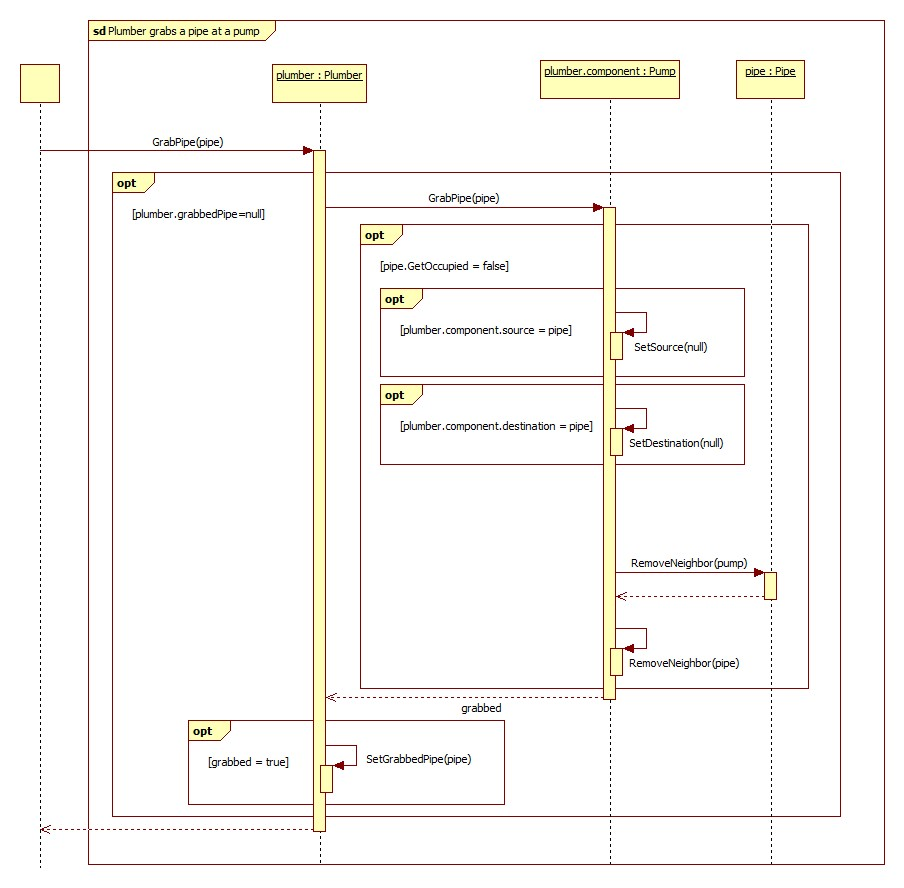 sd Plumber grabs a pipe at a pump
plumber : Plumber
plumber.component : Pump
pipe : Pipe
GrabPipe(pipe)
opt
[plumber.grabbedPipe=null]
GrabPipe(pipe)
opt
[pipe.GetOccupied = false]
opt
[plumber.component.source = pipe]
SetSource(null)
opt
[plumber.component.destination = pipe]
SetDestination(null)
RemoveNeighbor(pump)
RemoveNeighbor(pipe)
grabbed
opt
[grabbed = true]
SetGrabbedPipe(pipe)